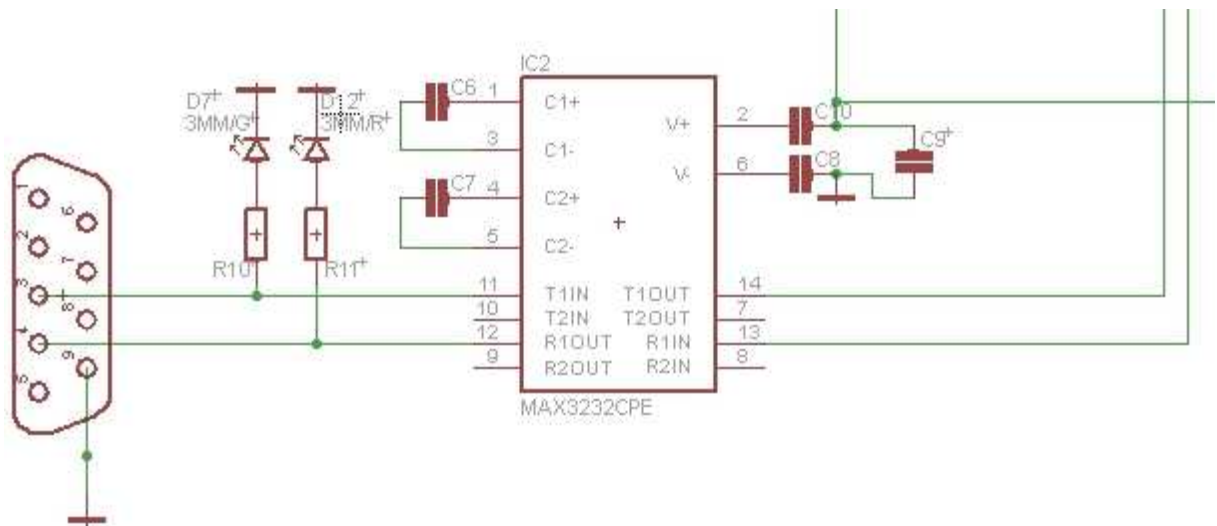 IC2
D7
3MM/G
D12
3MM/R
C6
C7
1
3
4
5
C1+
C1-
C2+
C2-
V+
V-
2
6
C10
C8
C9
R10
R11
11
10
12
9
T1IN
T2IN
R1OUT
R2OUT
T1OUT
T2OUT
R1IN
R2IN
14
7
13
8
MAX3232CPE
1
2
3
4
5
6
7
8
9